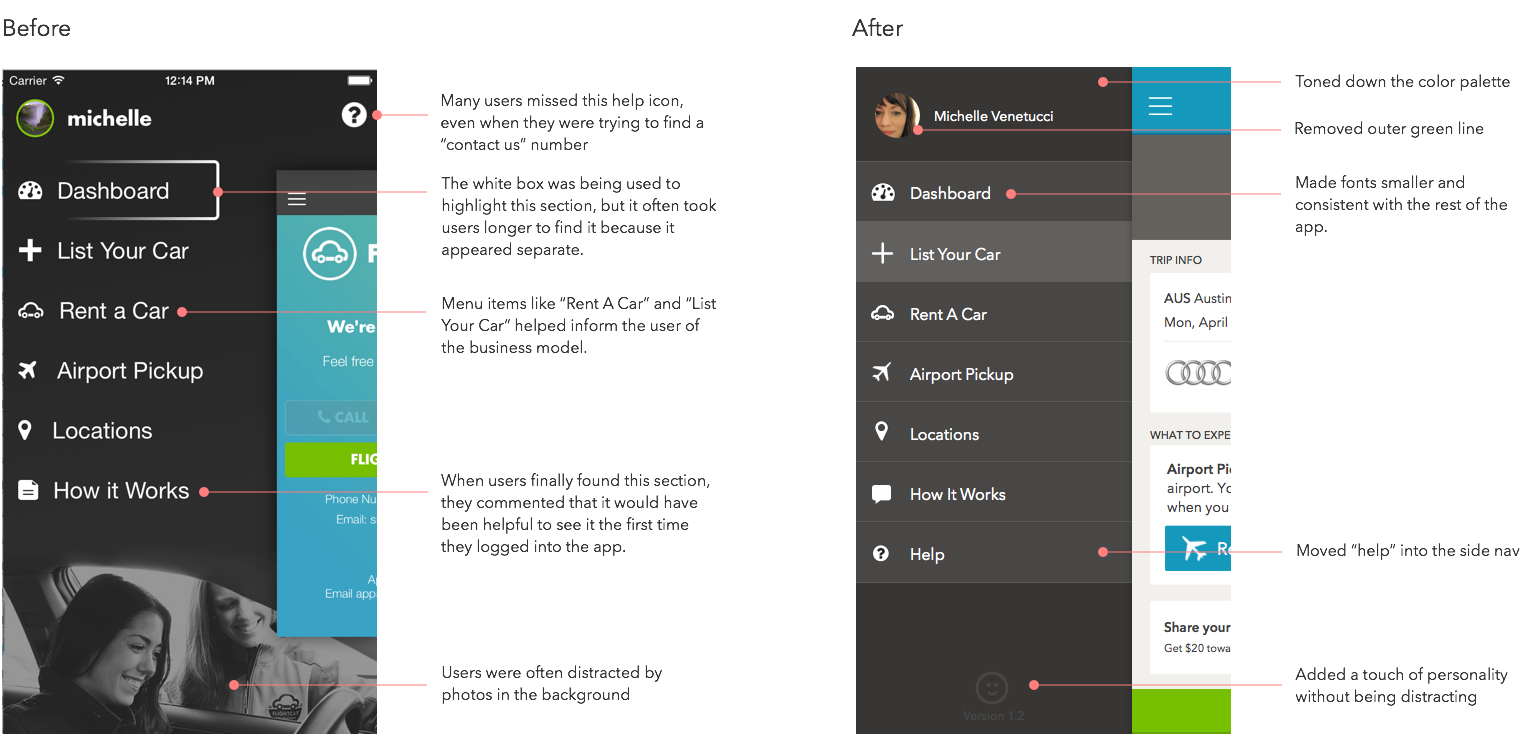 Before
Carrier
12:14 PM
michelle
Dashboard
List Your Car
Rent a Car
Airport Pickup
Locations
How it Works
F
We're
Feel free
CALL
FLIG
Phone Nu
Email: s
Ap
Email app
FLIGHTCAR
Many users missed this help icon,
even when they were trying to find a
“contact us” number
The white box was being used to
highlight this section, but it often took
users longer to find it because it
appeared separate.
Menu items like “Rent A Car” and “List
Your Car” helped inform the user of
the business model.
When users finally found this section,
they commented that it would have
been helpful to see it the first time
they logged into the app.
Users were often distracted by
photos in the background
After
Michelle Venetucci
Dashboard
List Your Car
Rent A Car
Airport Pickup
Locations
How It Works
Help
Version 1.2
TRIP INFO
AUS Austin
Mon, April
WHAT TO EXPE
Airport Pi
airport. Yo
when you
R
Share your
Get $20 towa
Toned down the color palette
Removed outer green line
Made fonts smaller and
consistent with the rest of the
app.
Moved “help” into the side nav
Added a touch of personality
without being distracting